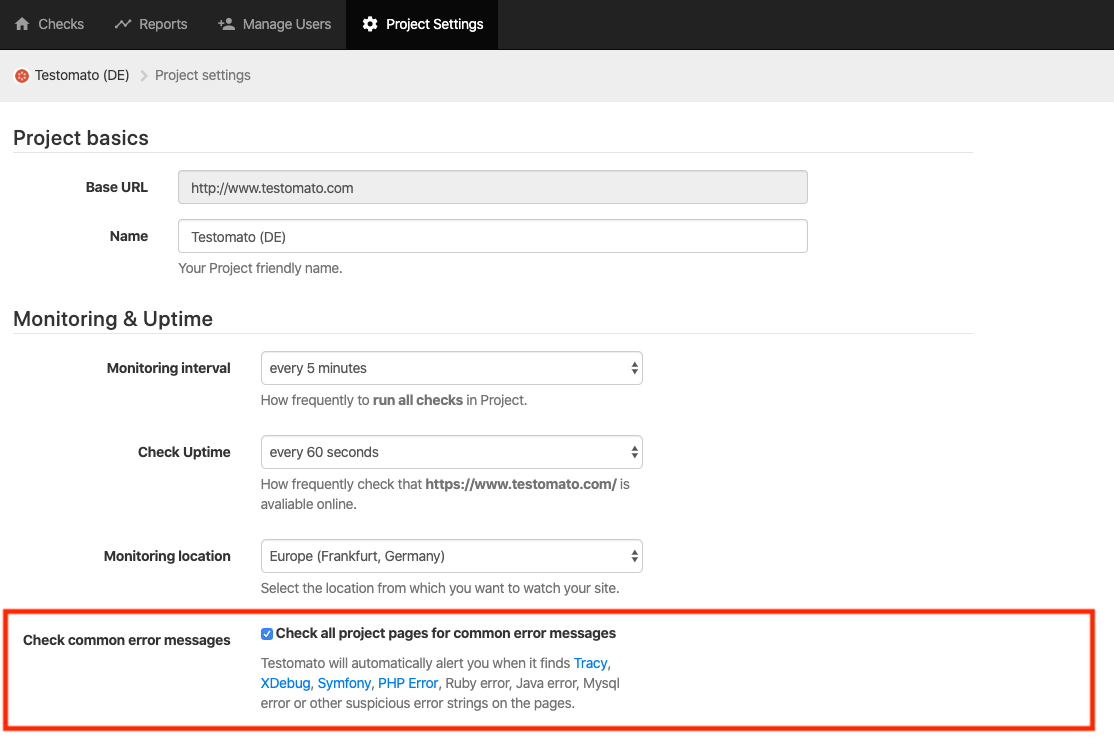 Checks Reports Manage Users Project Settings
Testomato (DE) Project settings
Project basics
Base URL http://www.testomato.com
Name Testomato (DE)
Your Project friendly name.
Monitoring & Uptime
Monitoring interval every 5 minutes
How frequently to run all checks in Project.
Check Uptime every 60 seconds
How frequently check that https://www.testomato.com/ is
avaliable online.
Monitoring location Europe (Frankfurt, Germany)
Select the location from which you want to watch your site.
Check common error messages Check all project pages for common error messages
Testomato will automatically alert you when it finds Tracy,
XDebug, Symfony, PHP Error, Ruby error, Java error, Mysql
error or other suspicious error strings on the pages.